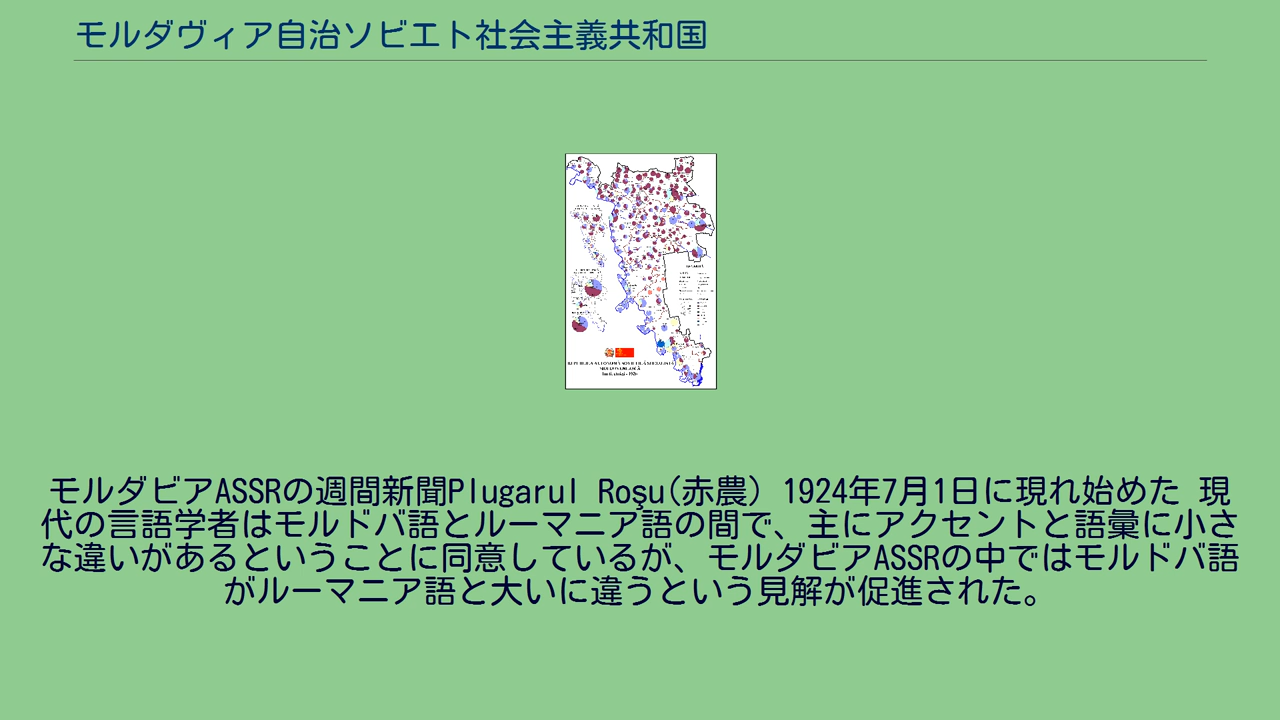 モルダヴィア自治ソビエト社会主義共和国
モルダビアASSRの週間新聞Plugarul Roşu(赤農) 1924年7月1日に現れ始めた 現
代の言語学者はモルドバ語とルーマニア語の間で、主にアクセントと語彙に小さ
な違いがあるということに同意しているが、モルダビアASSRの中ではモルドバ語
がルーマニア語と大いに違うという見解が促進された。